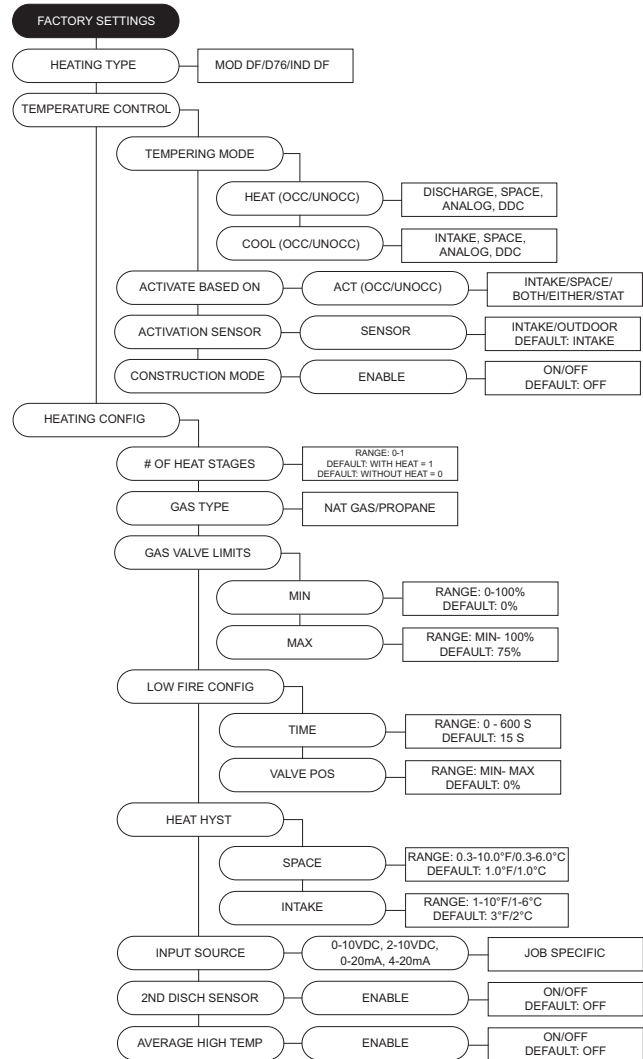 FACTORY SETTINGS
HEATING TYPE
MOD DF/D76/IND DF
TEMPERATURE CONTROL
TEMPERING MODE
HEAT (OCC/UNOCC)
DISCHARGE, SPACE,
ANALOG, DDC
COOL (OCC/UNOCC)
INTAKE, SPACE,
ANALOG, DDC
ACTIVATE BASED ON
ACT (OCC/UNOCC)
INTAKE/SPACE/
BOTH/EITHER/STAT
ACTIVATION SENSOR
SENSOR
INTAKE/OUTDOOR
DEFAULT: INTAKE
CONSTRUCTION MODE
ENABLE
ON/OFF
DEFAULT: OFF
HEATING CONFIG
# OF HEAT STAGES
RANGE: 0-1
DEFAULT: WITH HEAT = 1
DEFAULT: WITHOUT HEAT = 0
GAS TYPE
NAT GAS/PROPANE
GAS VALVE LIMITS
MIN
RANGE: 0-100%
DEFAULT: 0%
MAX
RANGE: MIN- 100%
DEFAULT: 75%
LOW FIRE CONFIG
TIME
RANGE: 0 - 600 S
DEFAULT: 15 S
VALVE POS
RANGE: MIN- MAX
DEFAULT: 0%
HEAT HYST
SPACE
RANGE: 0.3-10.0°F/0.3-6.0°C
DEFAULT: 1.0°F/1.0°C
INTAKE
RANGE: 1-10°F/1-6°C
DEFAULT: 3°F/2°C
INPUT SOURCE
0-10VDC, 2-10VDC,
0-20mA, 4-20mA
JOB SPECIFIC
2ND DISCH SENSOR
ENABLE
ON/OFF
DEFAULT: OFF
AVERAGE HIGH TEMP
ENABLE
ON/OFF
DEFAULT: OFF